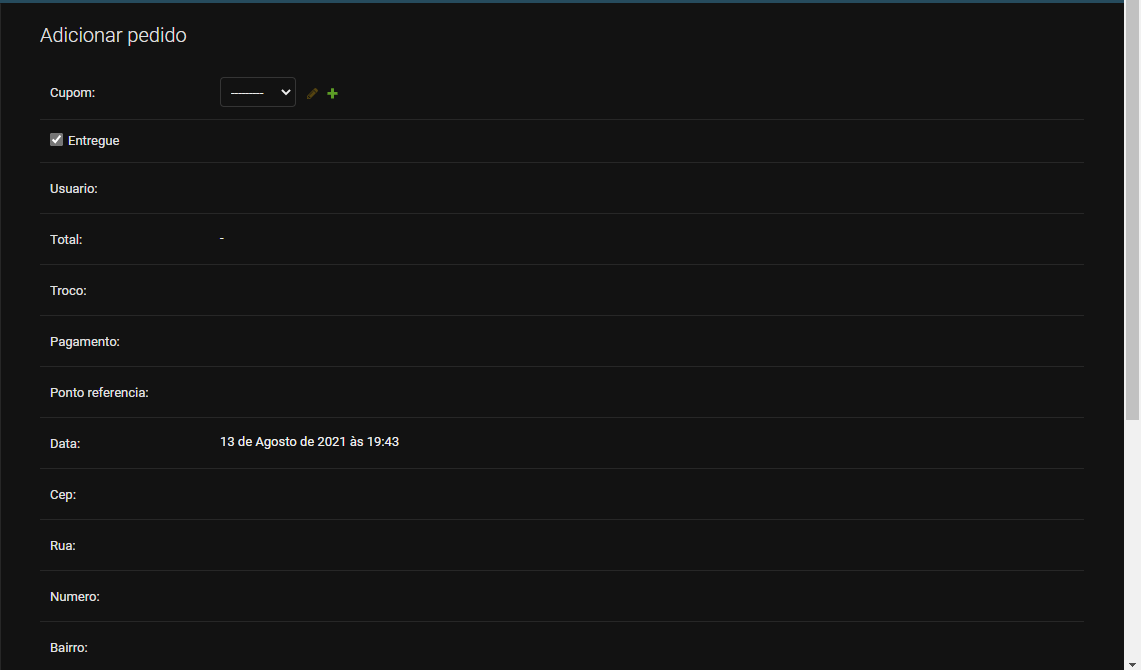 Adicionar pedido
Cupom: ---------
Entregue
Usuario:
Total: -
Troco:
Pagamento:
Ponto referencia:
Data: 13 de Agosto de 2021 às 19:43
Cep:
Rua:
Numero:
Bairro: